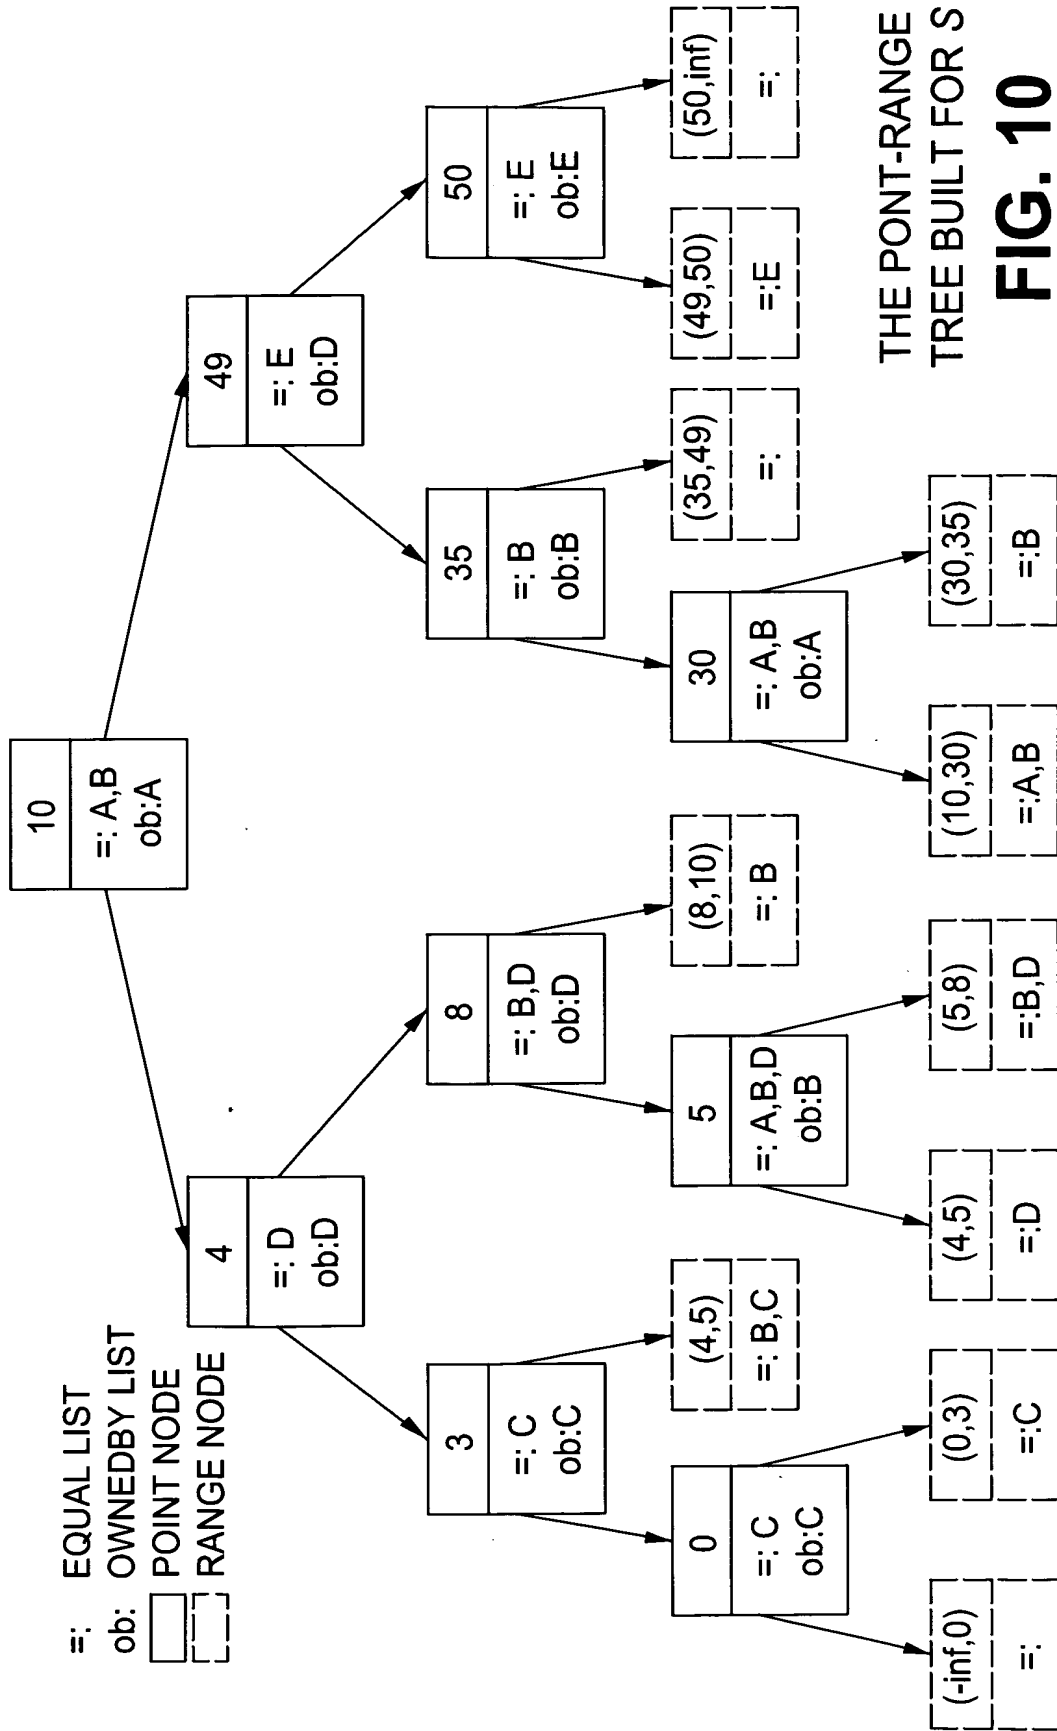 =: EQUAL LIST
ob: OWNEDBY LIST
POINT NODE
RANGE NODE
10
=: A,B
ob:A
4
=: D
ob:D
49
=: E
ob:D
3
=: C
ob:C
8
=: B,D
ob:D
35
=: B
ob:B
50
=: E
ob:E
0
=: C
ob:C
(4,5)
=: B,C
5
=: A,B,D
ob:B
(8,10)
=: B
30
=: A,B
ob:A
(35,49)
=:
(49,50)
=:E
(50,inf)
=:
(-inf,0)
=:
(0,3)
=:C
(4,5)
=:D
(5,8)
=:B,D
(10,30)
=:A,B
(30,35)
=:B
THE PONT-RANGE
TREE BUILT FOR S
FIG. 10